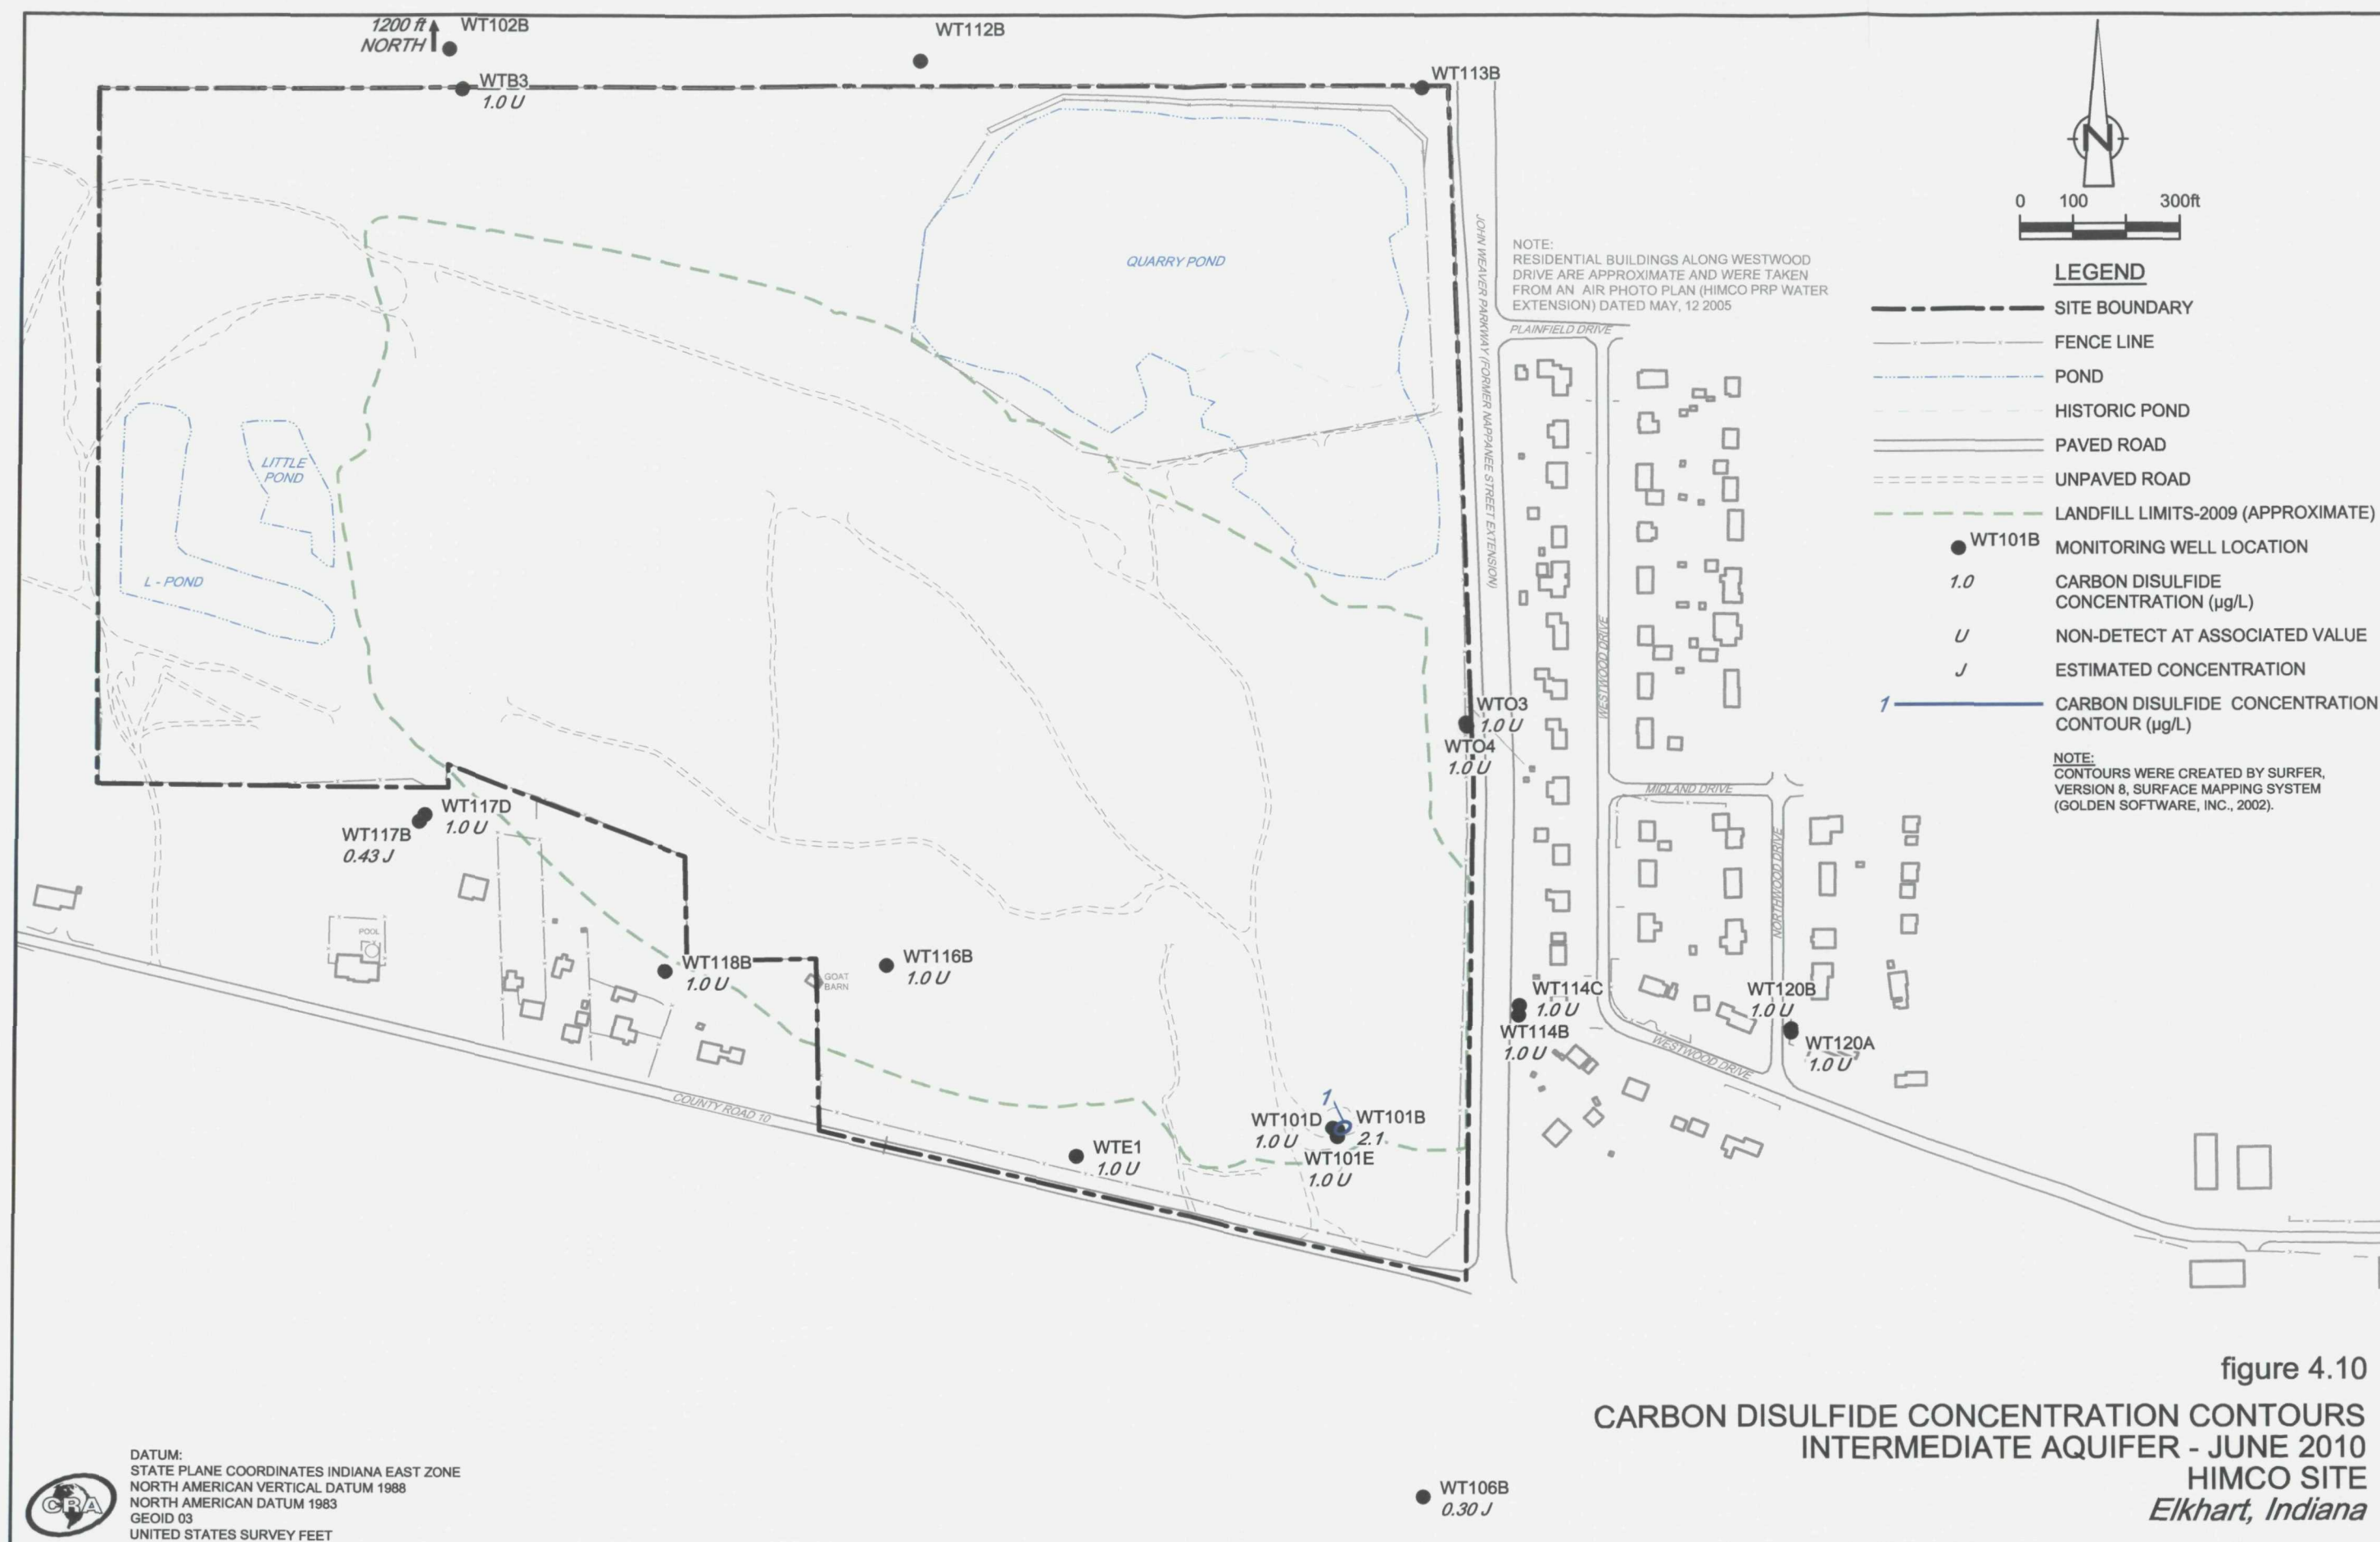 1200 ft
NORTH
WT102B
WT112B
WTB3
1.0 U
WT113B
N
0 100 300ft
QUARRY POND
JOHN WEAVER PARKWAY (FORMER NAPPANEE STREET EXTENSION)
NOTE:
RESIDENTIAL BUILDINGS ALONG WESTWOOD
DRIVE ARE APPROXIMATE AND WERE TAKEN
FROM AN AIR PHOTO PLAN (HIMCO PRP WATER
EXTENSION) DATED MAY, 12 2005
PLAINFIELD DRIVE
LEGEND
SITE BOUNDARY
FENCE LINE
POND
HISTORIC POND
PAVED ROAD
UNPAVED ROAD
LANDFILL LIMITS-2009 (APPROXIMATE)
WT101B
MONITORING WELL LOCATION
1.0
CARBON DISULFIDE
CONCENTRATION (µg/L)
U
NON-DETECT AT ASSOCIATED VALUE
J
ESTIMATED CONCENTRATION
1
CARBON DISULFIDE CONCENTRATION
CONTOUR (µg/L)
NOTE:
CONTOURS WERE CREATED BY SURFER,
VERSION 8, SURFACE MAPPING SYSTEM
(GOLDEN SOFTWARE, INC., 2002).
LITTLE
POND
L - POND
WESTWOOD DRIVE
WTO3
1.0 U
WTO4
1.0 U
MIDLAND DRIVE
NORTHWOOD DRIVE
WT117D
1.0 U
WT117B
0.43 J
POOL
WT118B
1.0 U
GOAT
BARN
WT116B
1.0 U
WT114C
1.0 U
WT114B
1.0 U
WT120B
1.0 U
WT120A
1.0 U
WESTWOOD DRIVE
COUNTY ROAD 10
1
WT101D
1.0 U
WT101B
2.1
WT101E
1.0 U
WTE1
1.0 U
WT106B
0.30 J
figure 4.10
CARBON DISULFIDE CONCENTRATION CONTOURS
INTERMEDIATE AQUIFER - JUNE 2010
HIMCO SITE
Elkhart, Indiana
CRA
DATUM:
STATE PLANE COORDINATES INDIANA EAST ZONE
NORTH AMERICAN VERTICAL DATUM 1988
NORTH AMERICAN DATUM 1983
GEOID 03
UNITED STATES SURVEY FEET